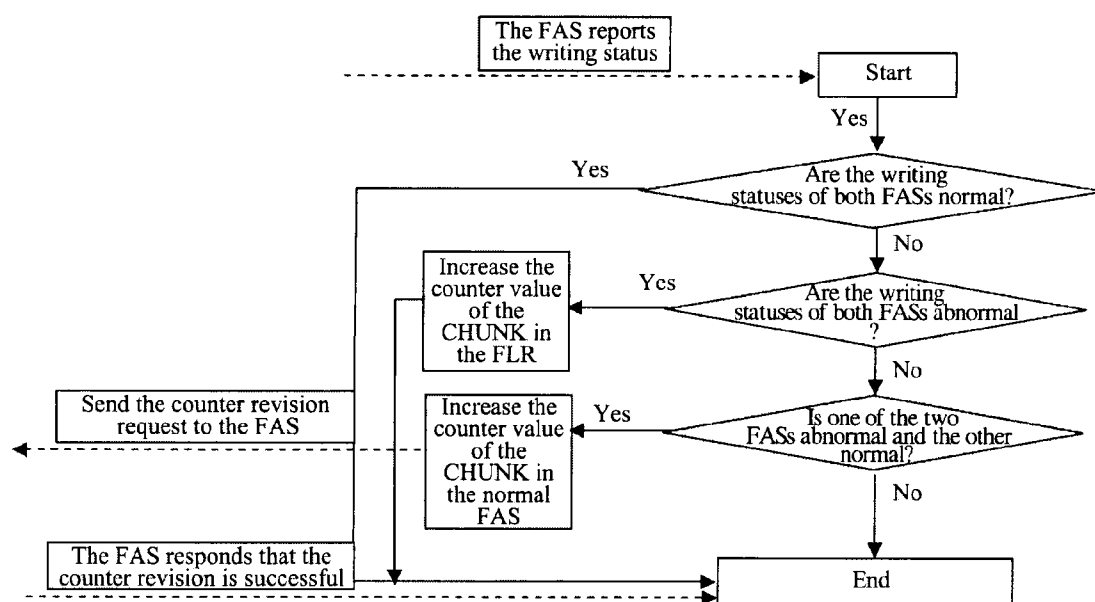 The FAS reports
the writing status
Start
Yes
Yes
Are the writing
statuses of both FASs normal?
No
Increase the
counter value
of the
CHUNK in
the FLR
Yes
Are the writing
statuses of both FASs abnormal
?
No
Send the counter revision
request to the FAS
Increase the
counter value
of the
CHUNK in
the normal
FAS
Yes
Is one of the two
FASs abnormal and the other
normal?
No
The FAS responds that the
counter revision is successful
End